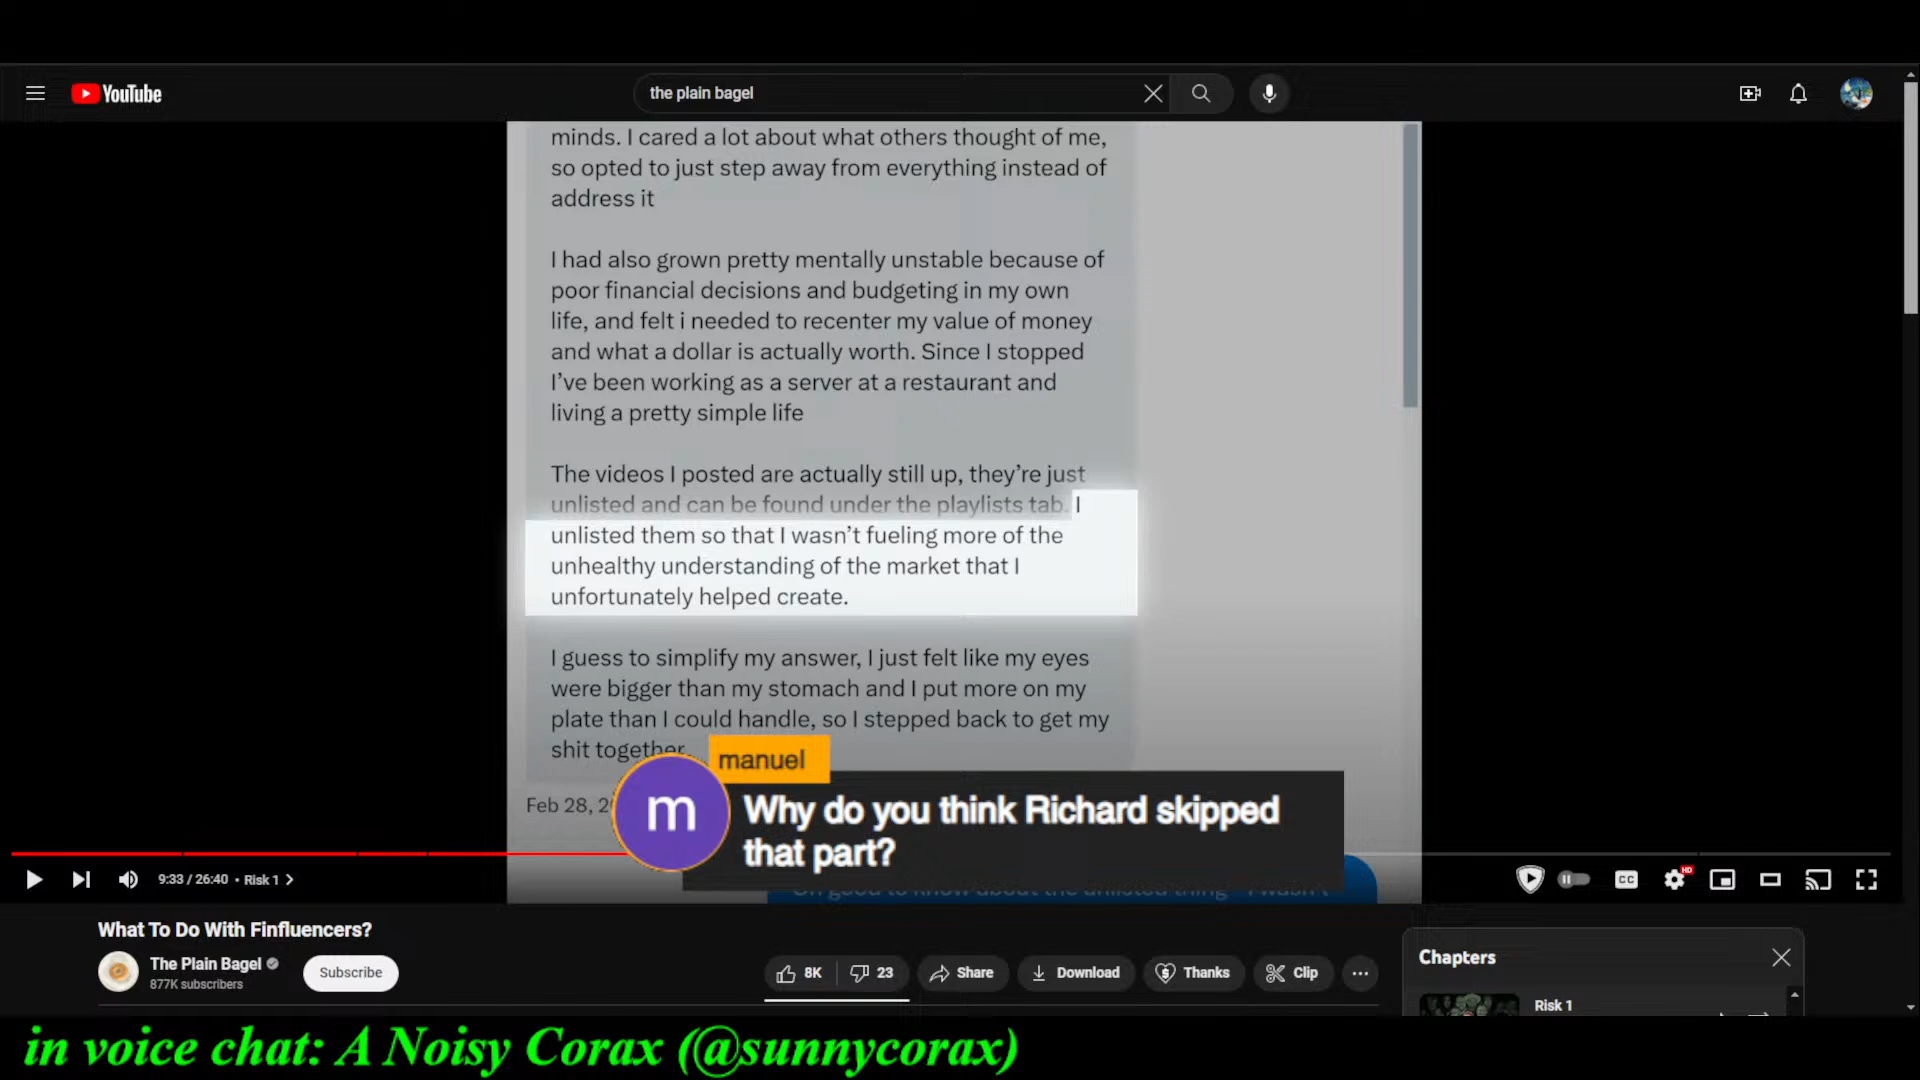 YouTube
the plain bagel
minds. I cared a lot about what others thought of me,
so opted to just step away from everything instead of
address it
I had also grown pretty mentally unstable because of
poor financial decisions and budgeting in my own
life, and felt i needed to recenter my value of money
and what a dollar is actually worth. Since I stopped
I've been working as a server at a restaurant and
living a pretty simple life
The videos I posted are actually still up, they're just
unlisted and can be found under the playlists tab. I
unlisted them so that I wasn't fueling more of the
unhealthy understanding of the market that I
unfortunately helped create.
I guess to simplify my answer, I just felt like my eyes
were bigger than my stomach and I put more on my
plate than I could handle, so I stepped back to get my
shit together
manuel
Feb 28,
m
Why do you think Richard skipped
that part?
9:33 / 26:40 • Risk 1
CC
HD
What To Do With Finfluencers?
The Plain Bagel
877K subscribers
Subscribe
8K
23
Share
Download
Thanks
Clip
Chapters
Risk 1
in voice chat: A Noisy Corax (@sunnycorax)